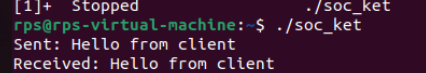 [1]+  Stopped                 ./soc_ket
rps@rps-virtual-machine:~$ ./soc_ket
Sent: Hello from client
Received: Hello from client